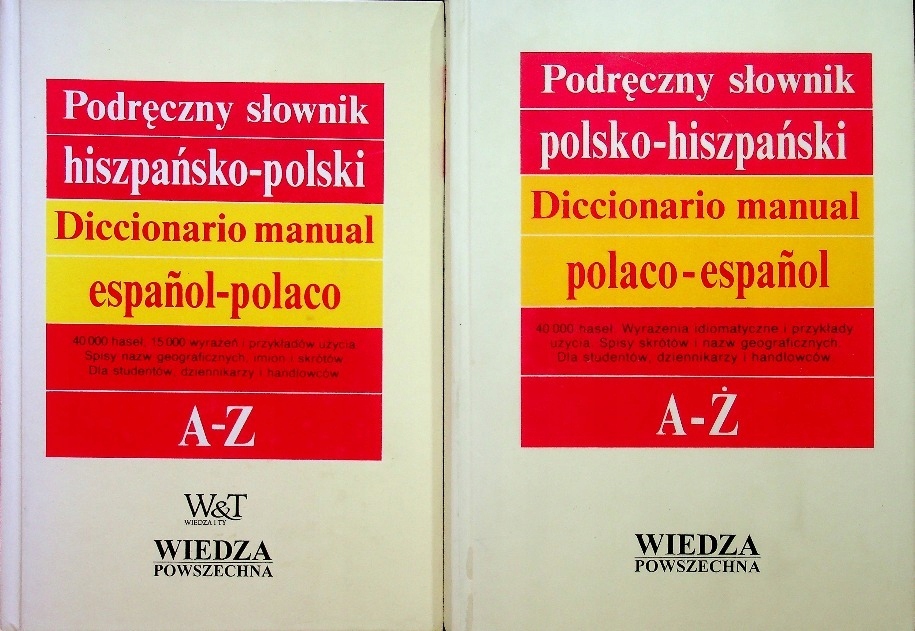 Podręczny słownik
hiszpańsko-polski
Diccionario manual
español-polaco
40 000 haseł, 15 000 wyrażeń i przykładów użycia.
Spisy nazw geograficznych, imion i skrótów
Dla studentów, dziennikarzy i handlowców
A-Z
W&T
WIEDZA I TY
WIEDZA
POWSZECHNA
Podręczny słownik
polsko-hiszpański
Diccionario manual
polaco-español
40 000 haseł. Wyrażenia idiomatyczne i przykłady
użycia. Spisy skrótów i nazw geograficznych.
Dla studentów, dziennikarzy i handlowców
A-Ż
WIEDZA
POWSZECHNA